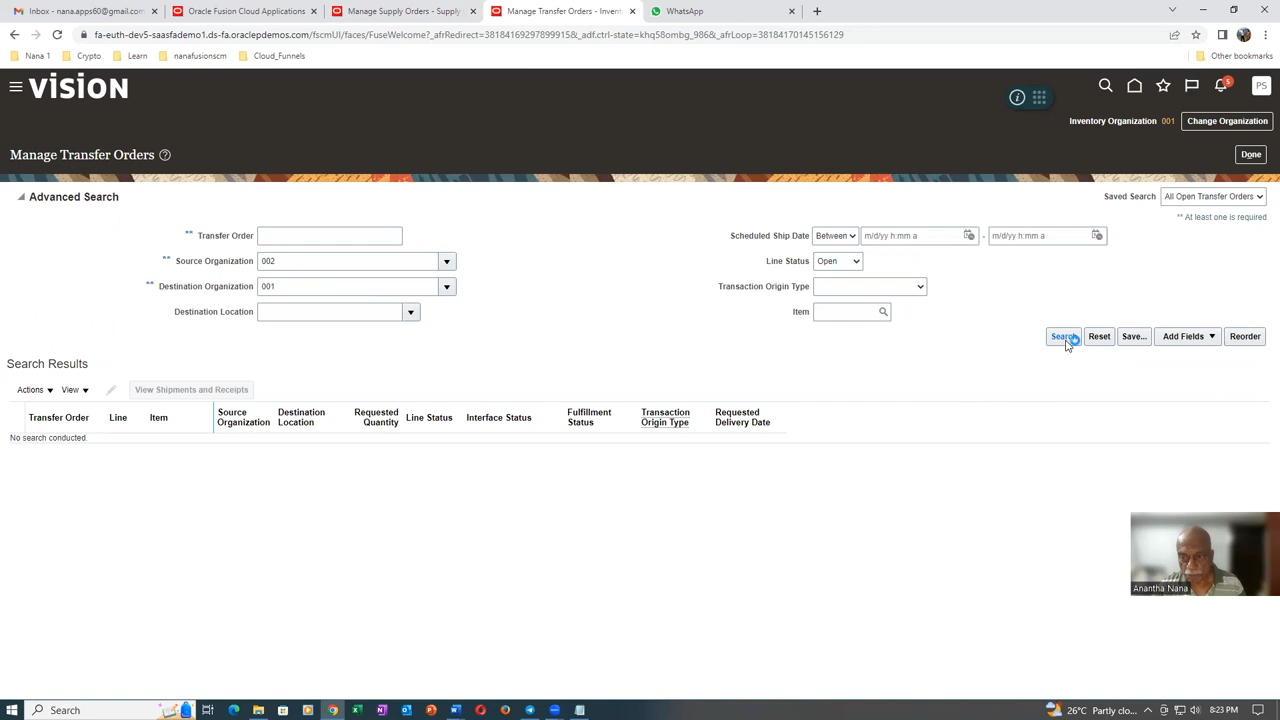 Inbox - nana.apps60@gmail.com
Oracle Fusion Cloud Applications
Manage Supply Orders - Supply
Manage Transfer Orders - Invent
WhatsApp
fa-euth-dev5-saasfademo1.ds-fa.oraclepdemos.com/fscmUI/faces/FuseWelcome?_afrRedirect=38184169297899915&_adf.ctrl-state=khq58ombg_986&_afrLoop=38184170145156129
Nana 1
Crypto
Learn
nanafusionscm
Cloud_Funnels
Other bookmarks
VISION
5
PS
Inventory Organization 001
Change Organization
Manage Transfer Orders
Done
Advanced Search
Saved Search All Open Transfer Orders
** At least one is required
** Transfer Order
Scheduled Ship Date Between m/d/yy h:mm a - m/d/yy h:mm a
** Source Organization 002
Line Status Open
** Destination Organization 001
Transaction Origin Type
Destination Location
Item
Search
Reset
Save...
Add Fields
Reorder
Search Results
Actions
View
View Shipments and Receipts
Transfer Order
Line
Item
Source Organization
Destination Location
Requested Quantity
Line Status
Interface Status
Fulfillment Status
Transaction Origin Type
Requested Delivery Date
No search conducted.
Anantha Nana
Search
26°C Partly clo...
8:23 PM